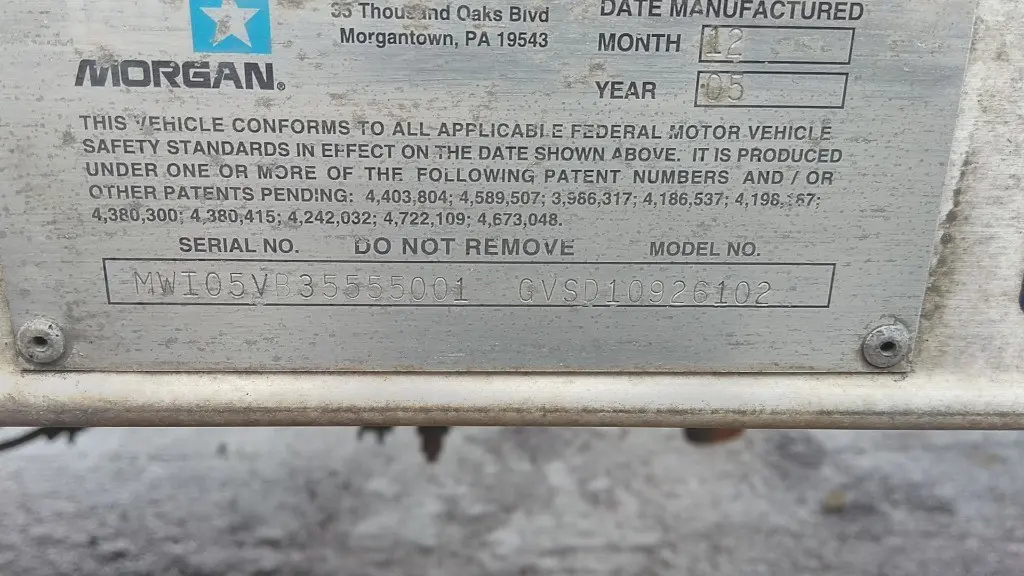 35 Thousand Oaks Blvd
Morgantown, PA 19543
MORGAN®
DATE MANUFACTURED
MONTH 12
YEAR 05
THIS VEHICLE CONFORMS TO ALL APPLICABLE FEDERAL MOTOR VEHICLE
SAFETY STANDARDS IN EFFECT ON THE DATE SHOWN ABOVE. IT IS PRODUCED
UNDER ONE OR MORE OF THE FOLLOWING PATENT NUMBERS AND / OR
OTHER PATENTS PENDING: 4,403,804; 4,589,507; 3,986,317; 4,186,537;
4,380,300; 4,380,415; 4,242,032; 4,722,109; 4,673,048.
SERIAL NO. DO NOT REMOVE MODEL NO.
MWI05VB35555001 GVSD10926102